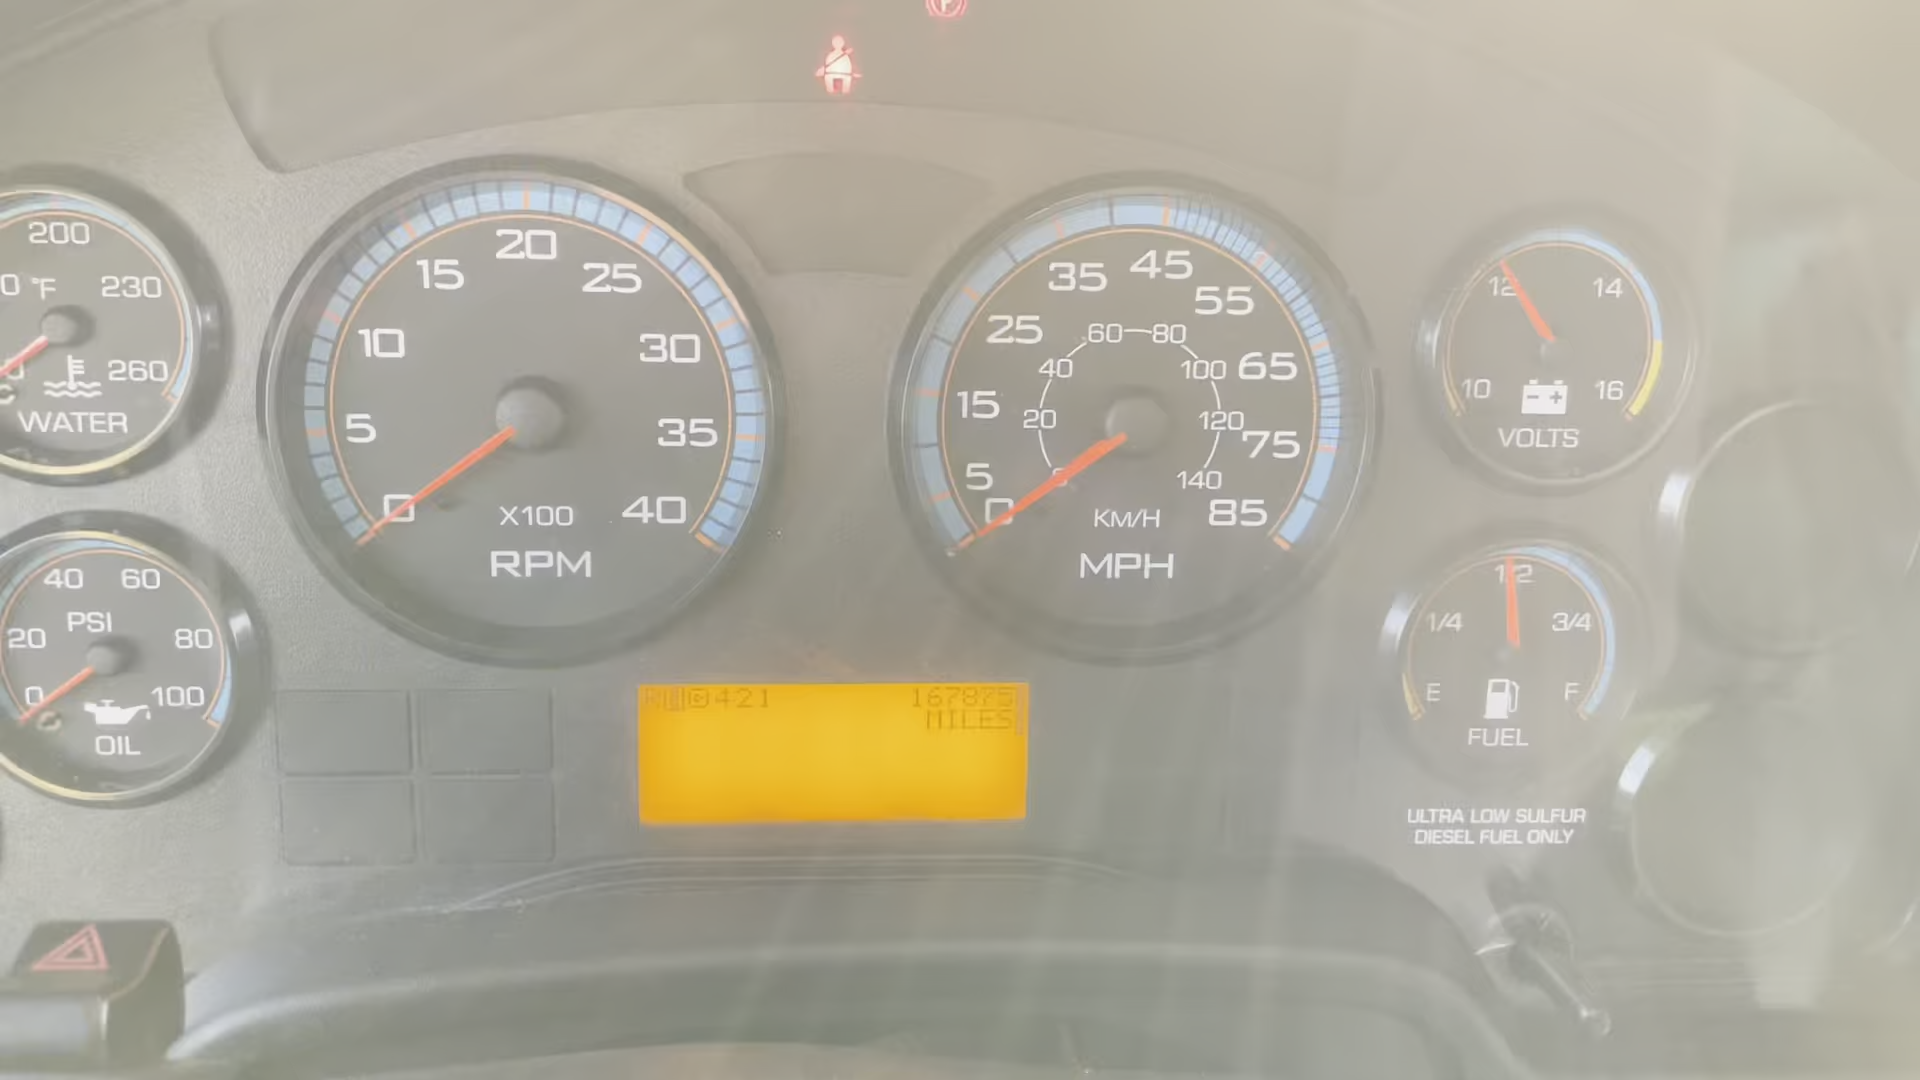 200
°F
230
260
WATER
40
60
PSI
20
80
0
100
OIL
20
15
25
10
30
5
35
0
40
X100
RPM
45
35
55
25
60
80
40
100
65
15
20
120
75
5
140
0
85
KM/H
MPH
12
14
10
16
VOLTS
1/2
1/4
3/4
E
F
FUEL
421
167875
MILES
ULTRA LOW SULFUR
DIESEL FUEL ONLY